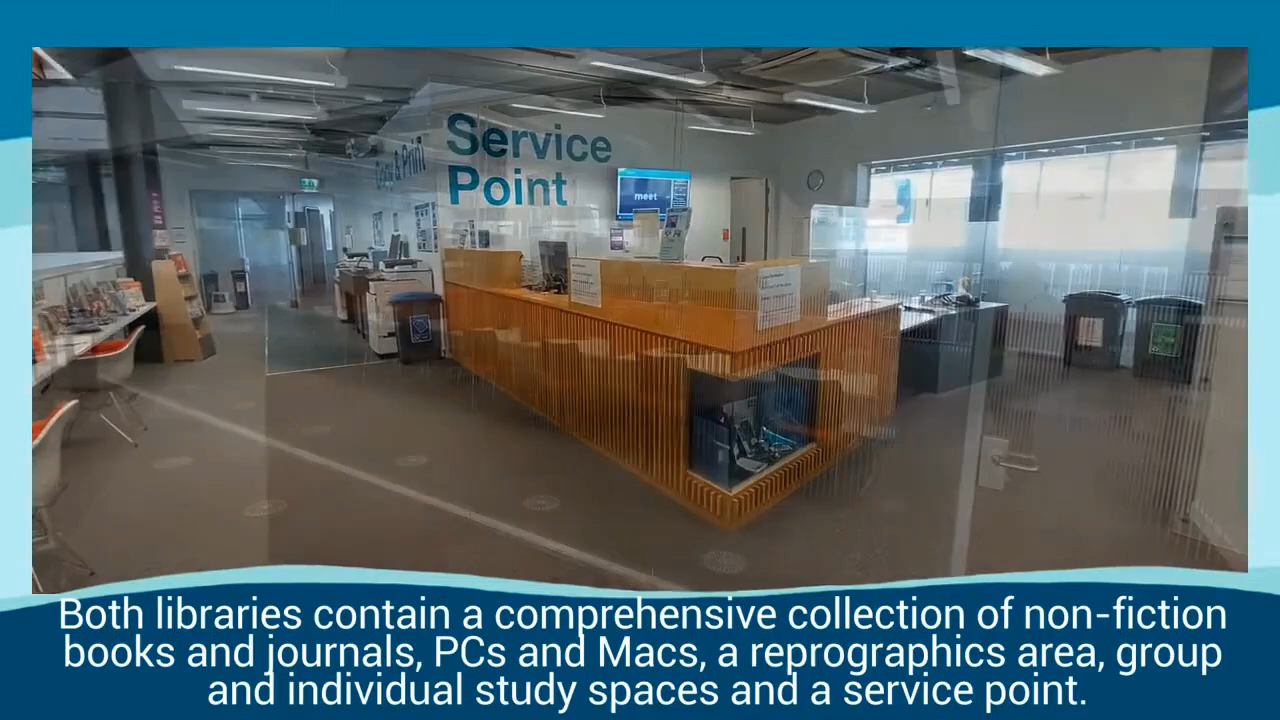 Service
Point
Copy & Print
meet
Both libraries contain a comprehensive collection of non-fiction
books and journals, PCs and Macs, a reprographics area, group
and individual study spaces and a service point.